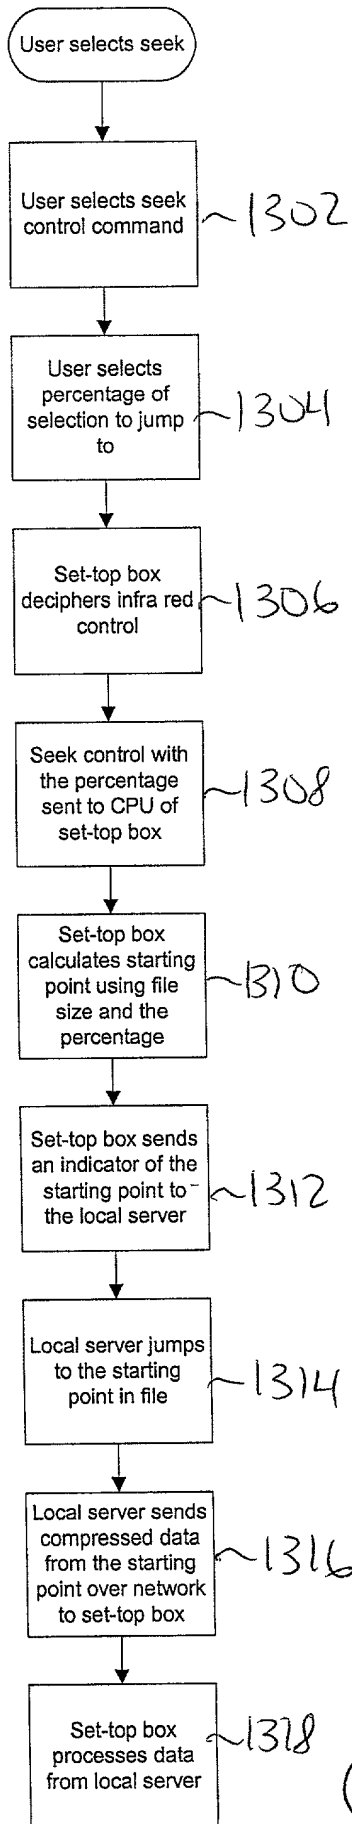 User selects seek
User selects seek
control command
1302
User selects
percentage of
selection to jump
to
1304
Set-top box
deciphers infra red
control
1306
Seek control with
the percentage
sent to CPU of
set-top box
1308
Set-top box
calculates starting
point using file
size and the
percentage
1310
Set-top box sends
an indicator of the
starting point to
the local server
1312
Local server jumps
to the starting
point in file
1314
Local server sends
compressed data
from the starting
point over network
to set-top box
1316
Set-top box
processes data
from local server
1318